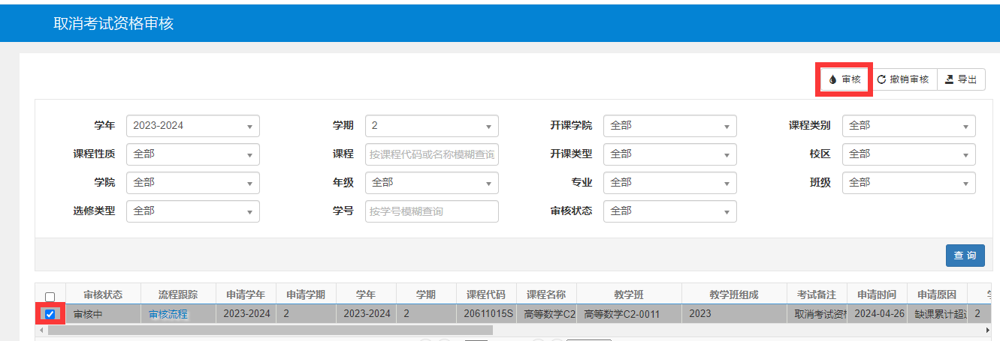 取消考试资格审核
审核 撤销审核 导出
学年 2023-2024 学期 2 开课学院 全部 课程类别 全部
课程性质 全部 课程 按课程代码或名称模糊查询 开课类型 全部 校区 全部
学院 全部 年级 全部 专业 全部 班级 全部
选修类型 全部 学号 按学号模糊查询 审核状态 全部
查 询
审核状态 流程跟踪 申请学年 申请学期 学年 学期 课程代码 课程名称 教学班 教学班组成 考试备注 申请时间 申请原因
审核中 审核流程 2023-2024 2 2023-2024 2 20611015S 高等数学C2 高等数学C2-0011 2023 取消考试资 2024-04-26 缺课累计超 2